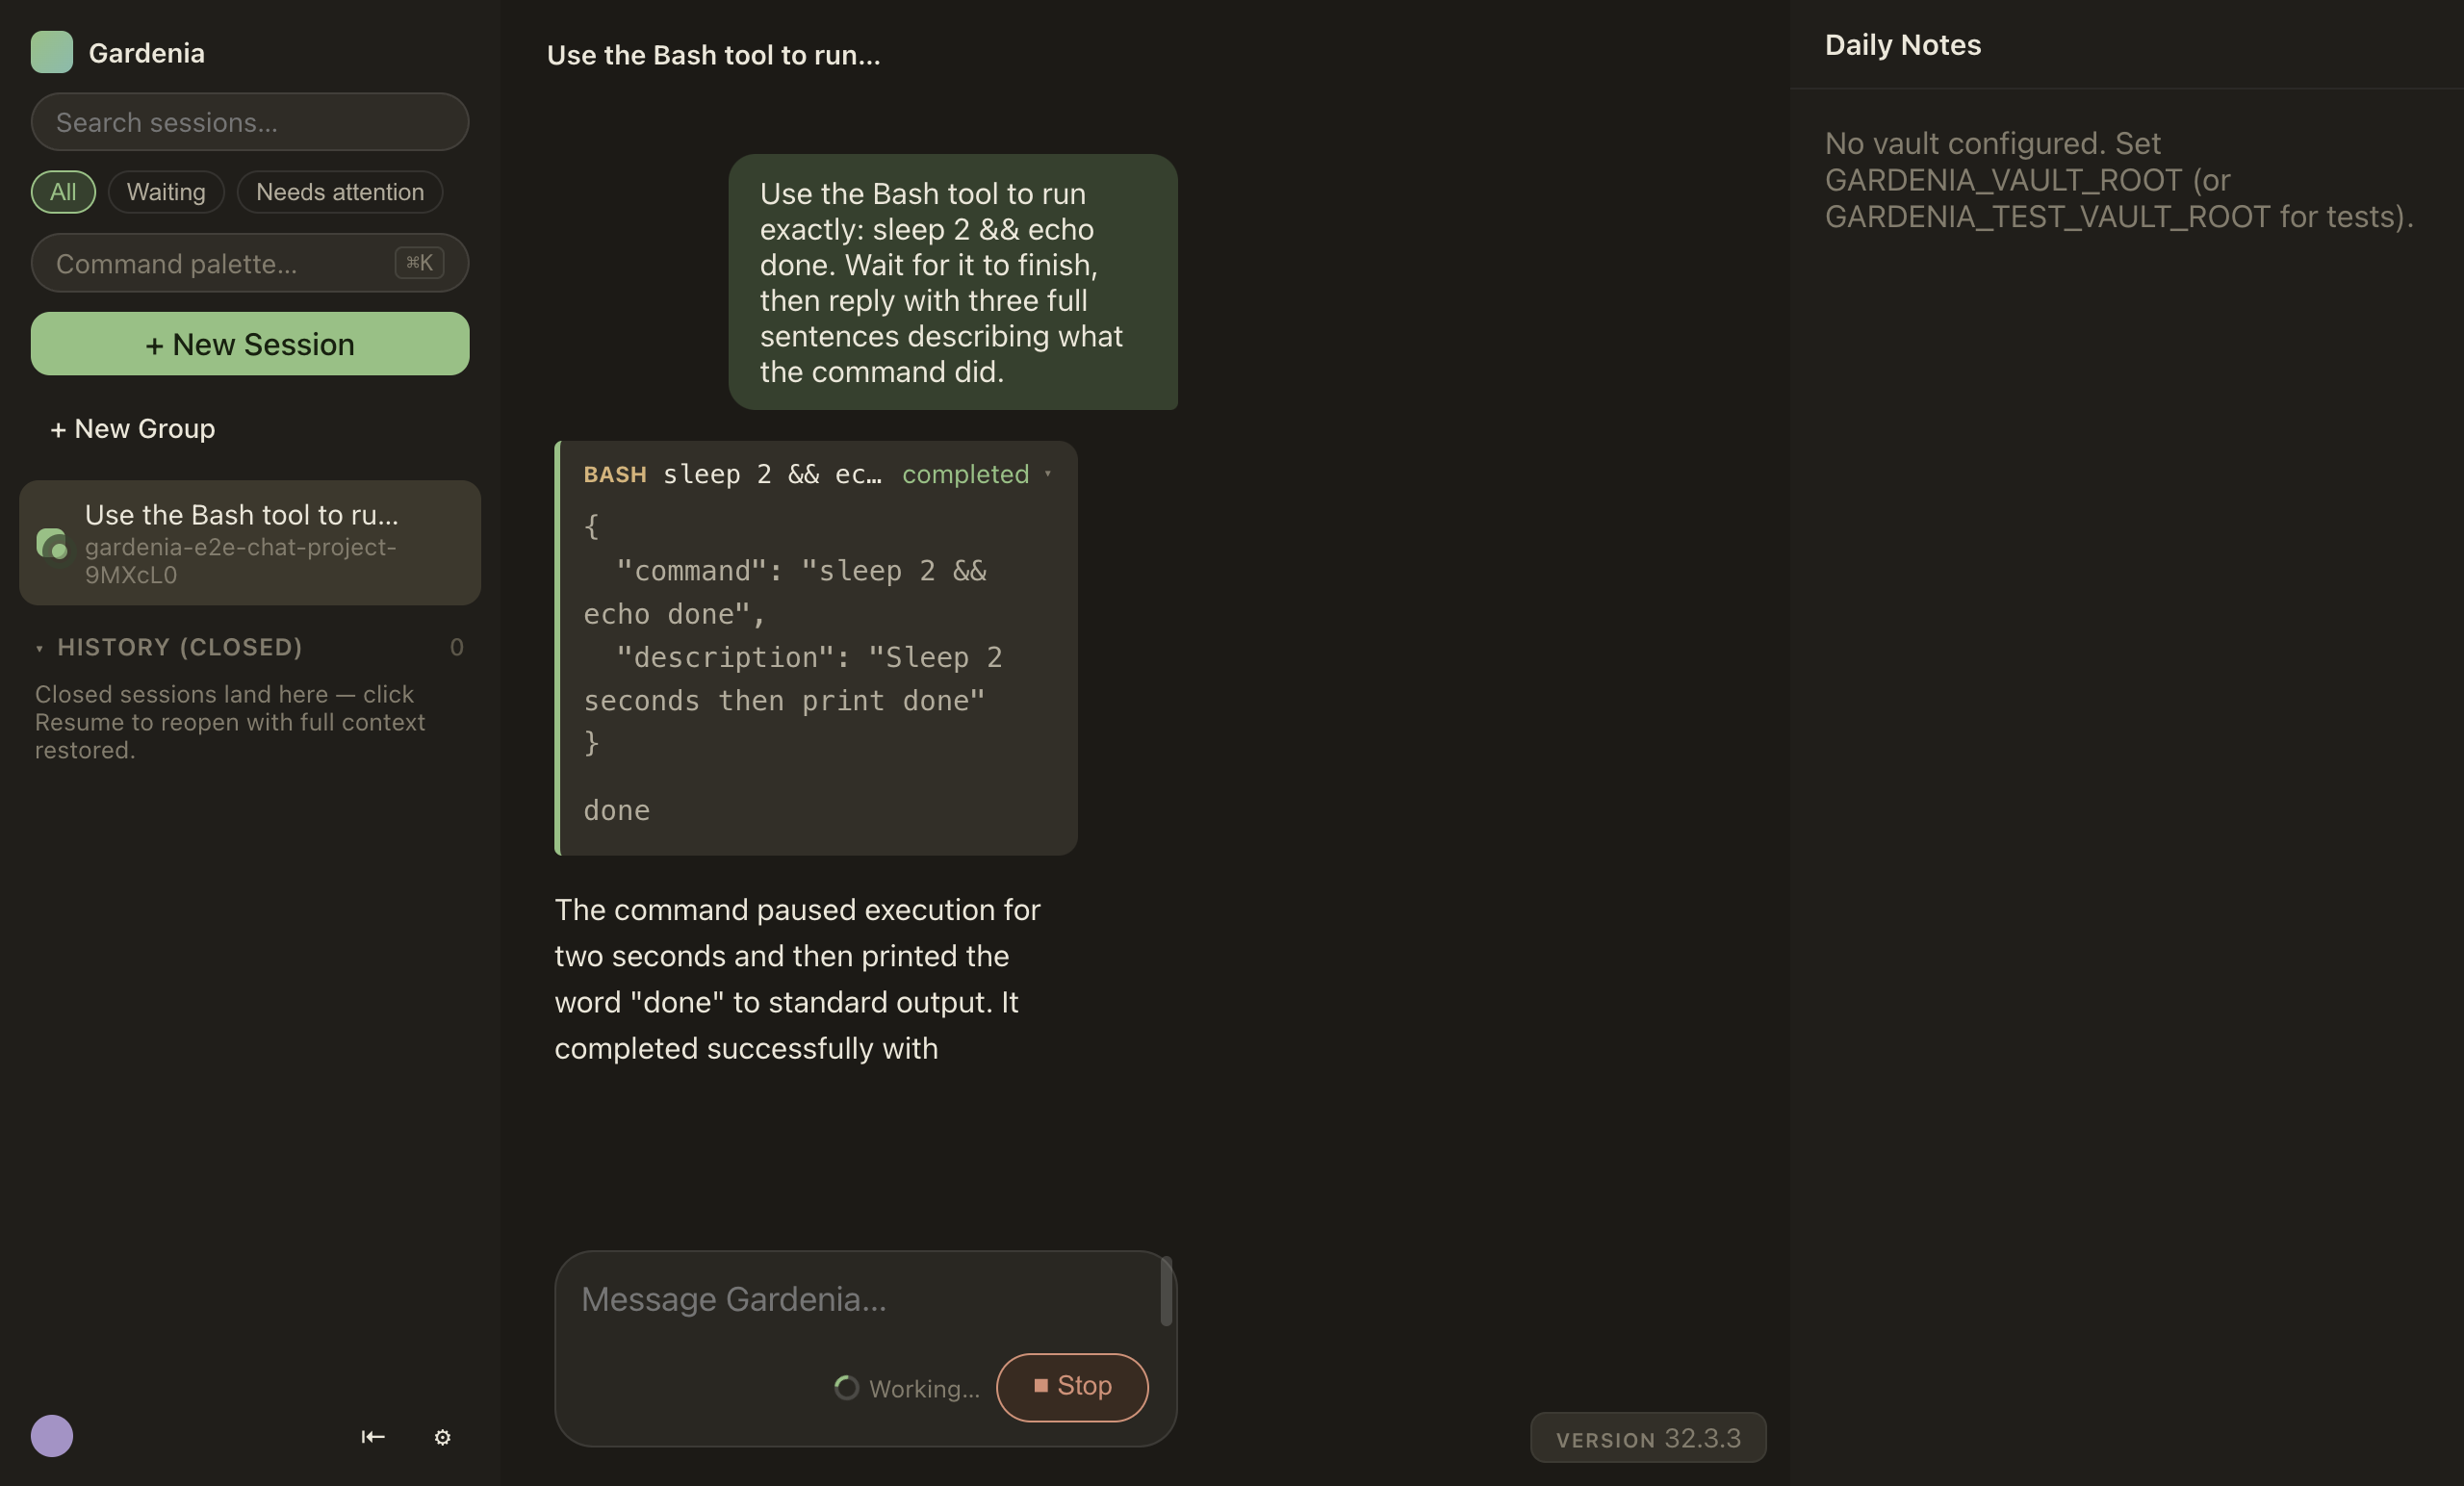 Gardenia
Search sessions...
All
Waiting
Needs attention
Command palette...
⌘K
+ New Session
+ New Group
Use the Bash tool to ru...
gardenia-e2e-chat-project-
9MXcL0
HISTORY (CLOSED)
0
Closed sessions land here — click
Resume to reopen with full context
restored.
Use the Bash tool to run...
Use the Bash tool to run
exactly: sleep 2 && echo
done. Wait for it to finish,
then reply with three full
sentences describing what
the command did.
BASH sleep 2 && ec… completed
{
  "command": "sleep 2 &&
echo done",
  "description": "Sleep 2
seconds then print done"
}
done
The command paused execution for
two seconds and then printed the
word "done" to standard output. It
completed successfully with
Message Gardenia...
Working...
Stop
VERSION 32.3.3
Daily Notes
No vault configured. Set
GARDENIA_VAULT_ROOT (or
GARDENIA_TEST_VAULT_ROOT for tests).